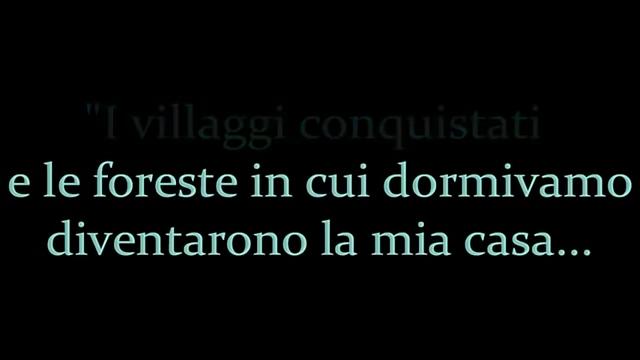 "I villaggi conquistati
e le foreste in cui dormivamo
diventarono la mia casa...